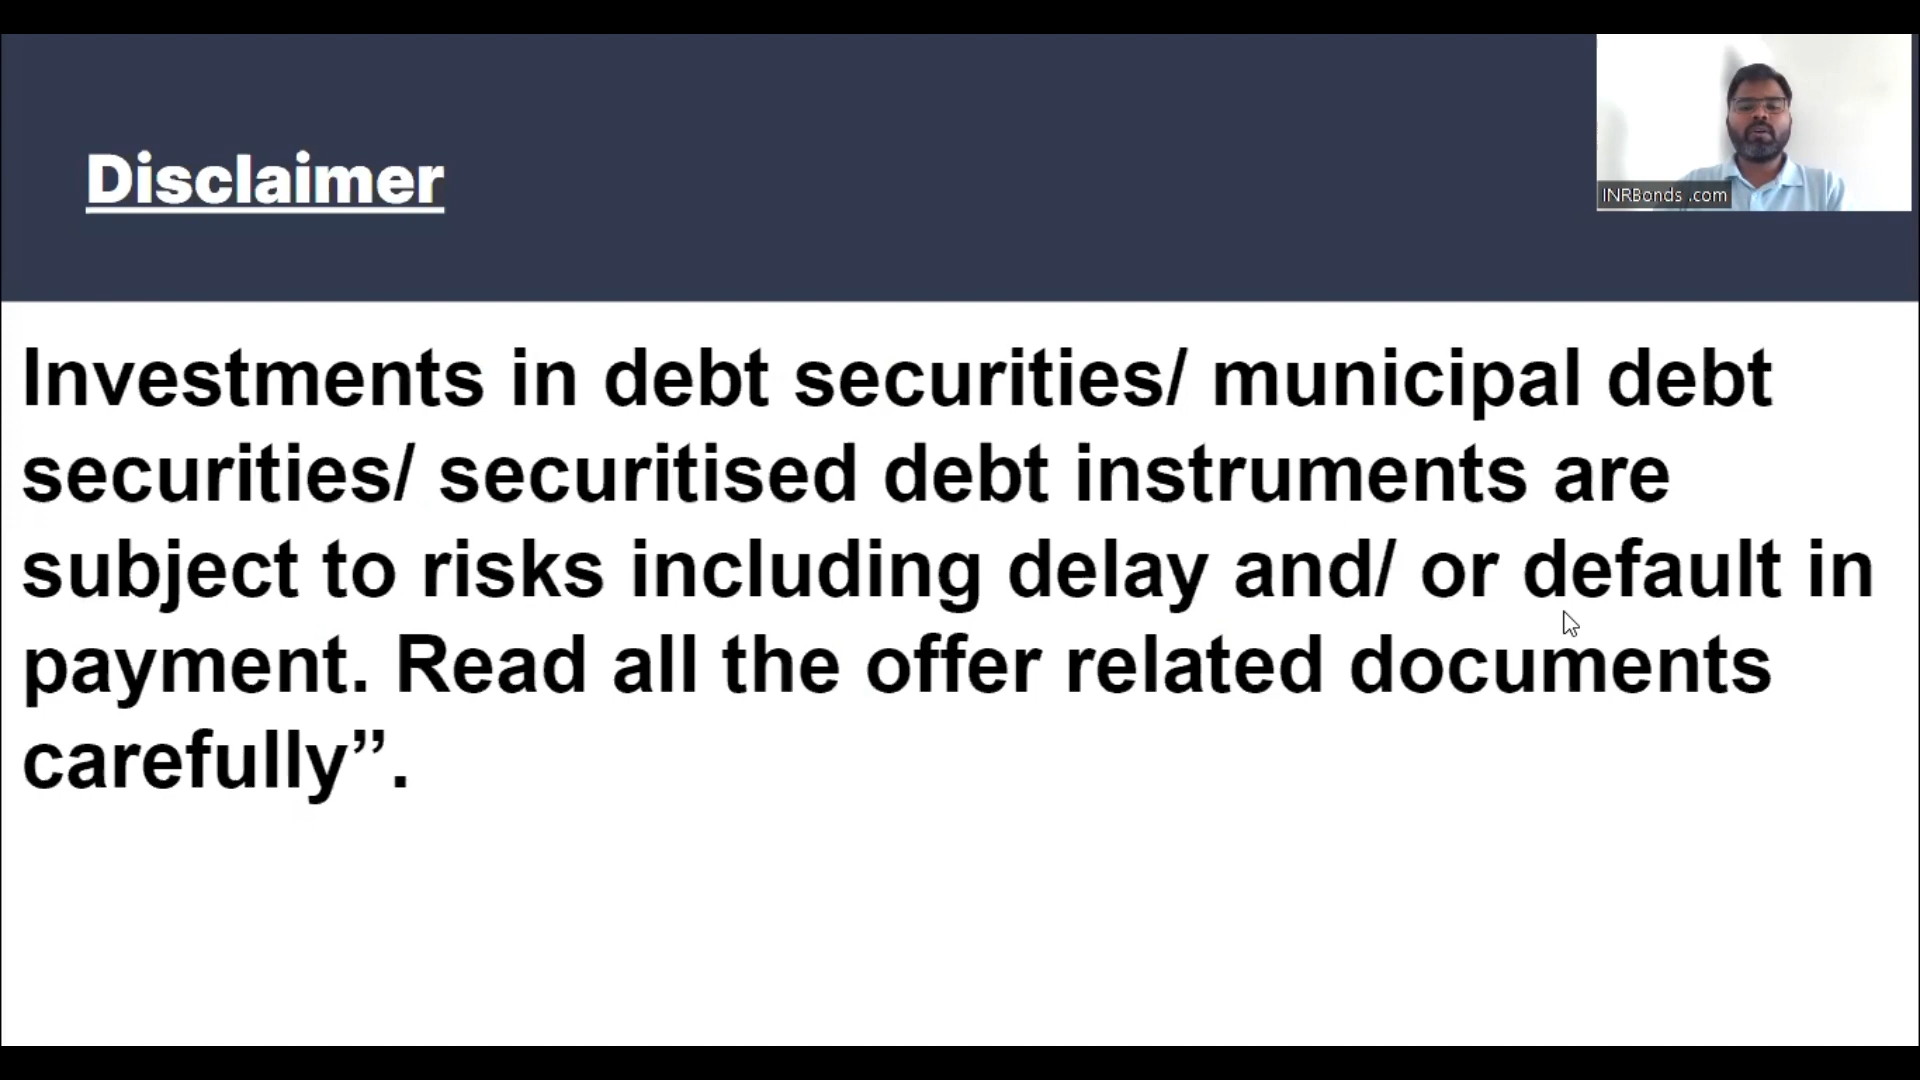 Disclaimer
INRBonds .com
Investments in debt securities/ municipal debt
securities/ securitised debt instruments are
subject to risks including delay and/ or default in
payment. Read all the offer related documents
carefully”.